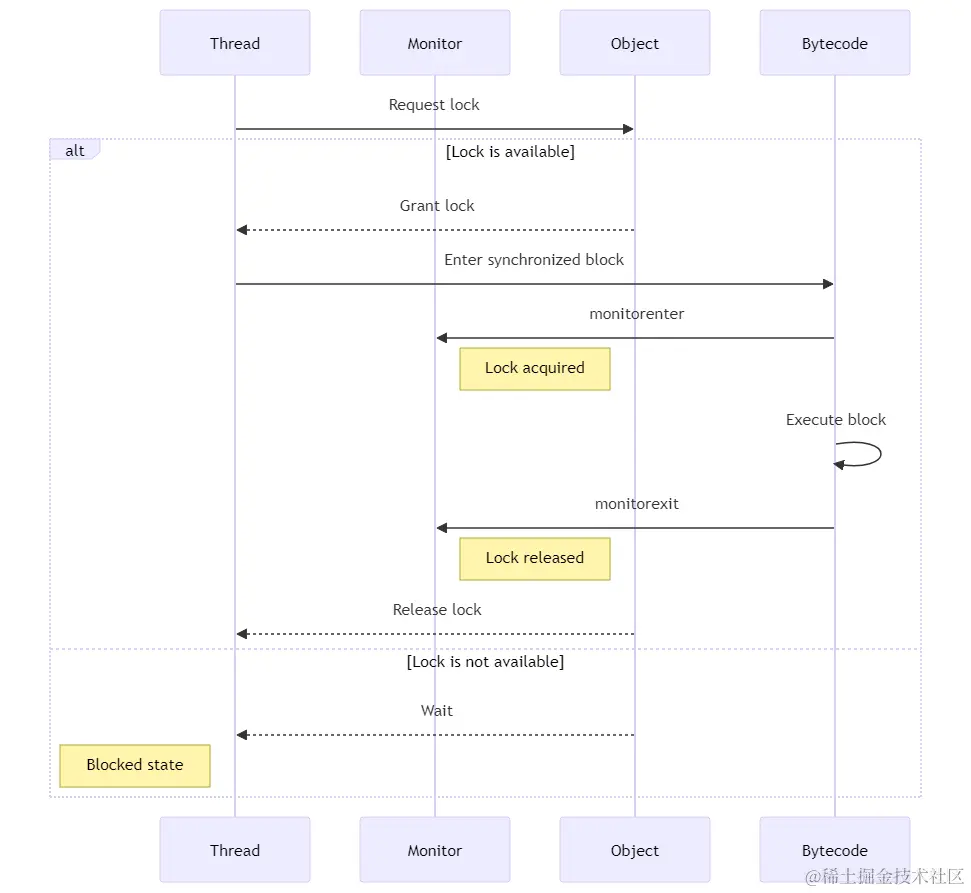 Thread
Monitor
Object
Bytecode
Request lock
alt
[Lock is available]
Grant lock
Enter synchronized block
monitorenter
Lock acquired
Execute block
monitorexit
Lock released
Release lock
[Lock is not available]
Wait
Blocked state
Thread
Monitor
Object
Bytecode
@稀土掘金技术社区